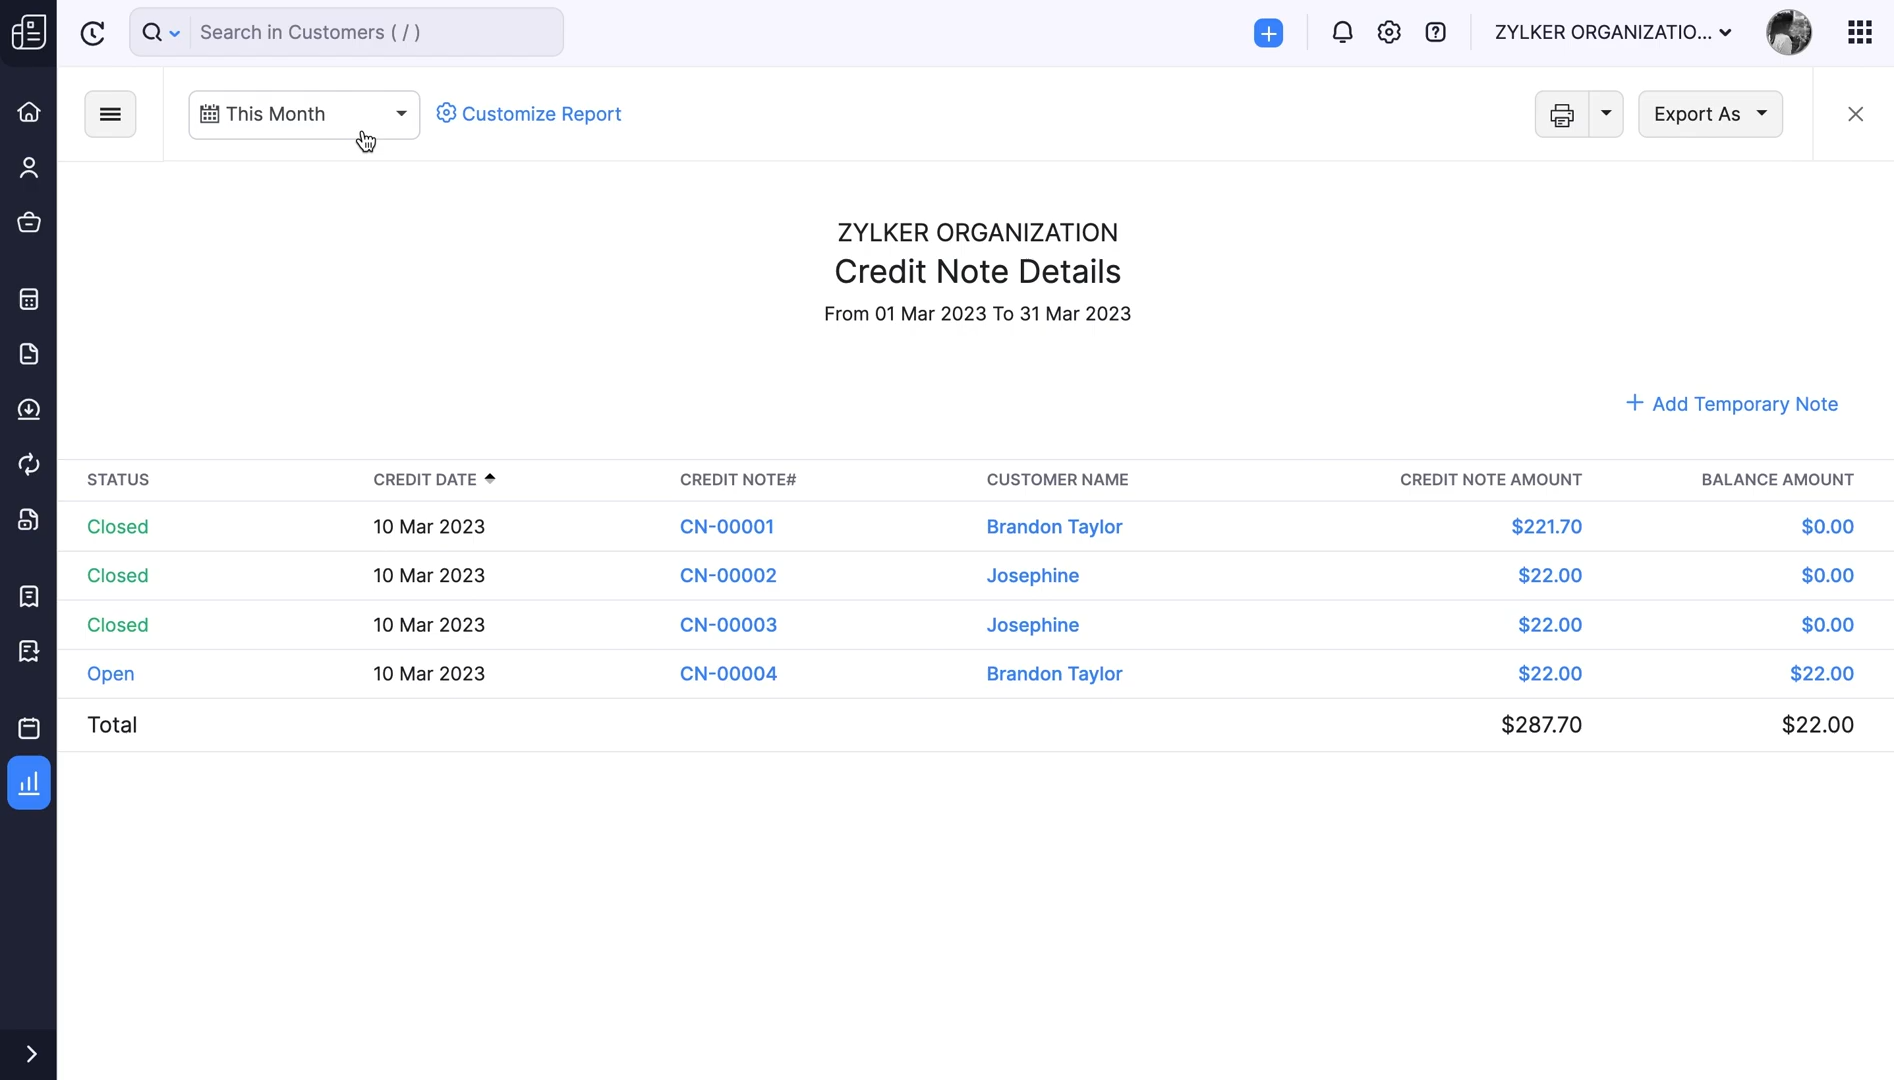 Search in Customers ( / )
ZYLKER ORGANIZATIO...
This Month
Customize Report
Export As
ZYLKER ORGANIZATION
Credit Note Details
From 01 Mar 2023 To 31 Mar 2023
+ Add Temporary Note
STATUS CREDIT DATE CREDIT NOTE# CUSTOMER NAME CREDIT NOTE AMOUNT BALANCE AMOUNT
Closed 10 Mar 2023 CN-00001 Brandon Taylor $221.70 $0.00
Closed 10 Mar 2023 CN-00002 Josephine $22.00 $0.00
Closed 10 Mar 2023 CN-00003 Josephine $22.00 $0.00
Open 10 Mar 2023 CN-00004 Brandon Taylor $22.00 $22.00
Total $287.70 $22.00